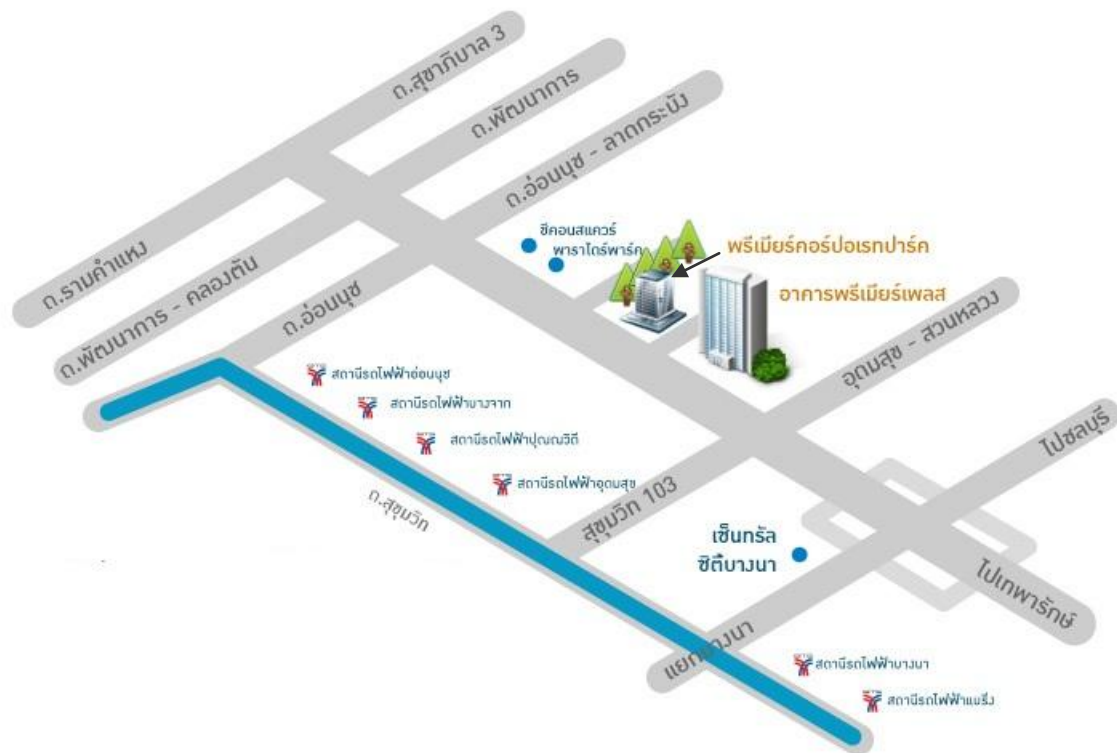 ถ.สุขาภิบาล 3
ถ.พัฒนาการ
ถ.อ่อนนุช - ลาดกระบัง
ซีคอนสแควร์
พาราไดร์พาร์ค
พรีเมียร์คอร์ปอเรทปาร์ค
อาคารพรีเมียร์เพลส
ถ.รามคำแหง
ถ.พัฒนาการ - คลองตัน
ถ.อ่อนนุช
อุดมสุข - สวนหลวง
สถานีรถไฟฟ้าอ่อนนุช
สถานีรถไฟฟ้าบางจาก
สถานีรถไฟฟ้าปุณณวิถี
สถานีรถไฟฟ้าอุดมสุข
ไปชลบุรี
ถ.สุขุมวิท
สุขุมวิท 103
เซ็นทรัล
ซิตี้บางนา
ไปเทพารักษ์
แยกบางนา
สถานีรถไฟฟ้าบางนา
สถานีรถไฟฟ้าแบริ่ง